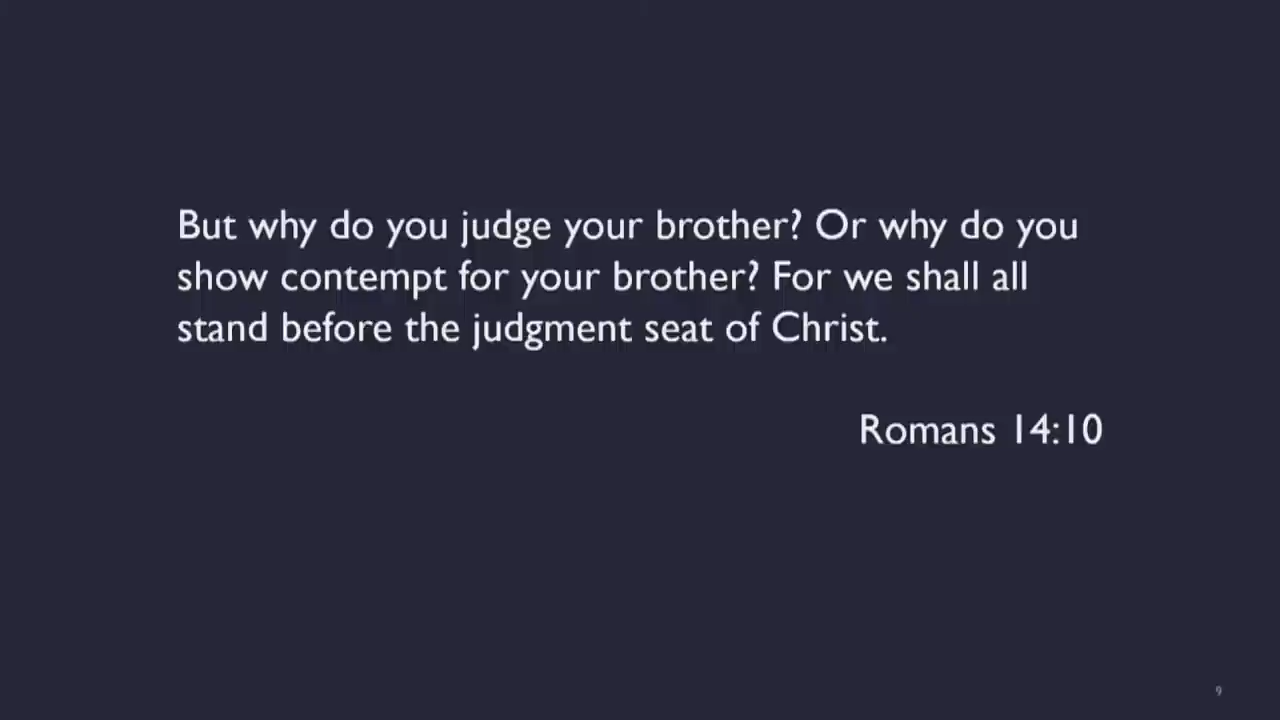 But why do you judge your brother? Or why do you
show contempt for your brother? For we shall all
stand before the judgment seat of Christ.
Romans 14:10
9